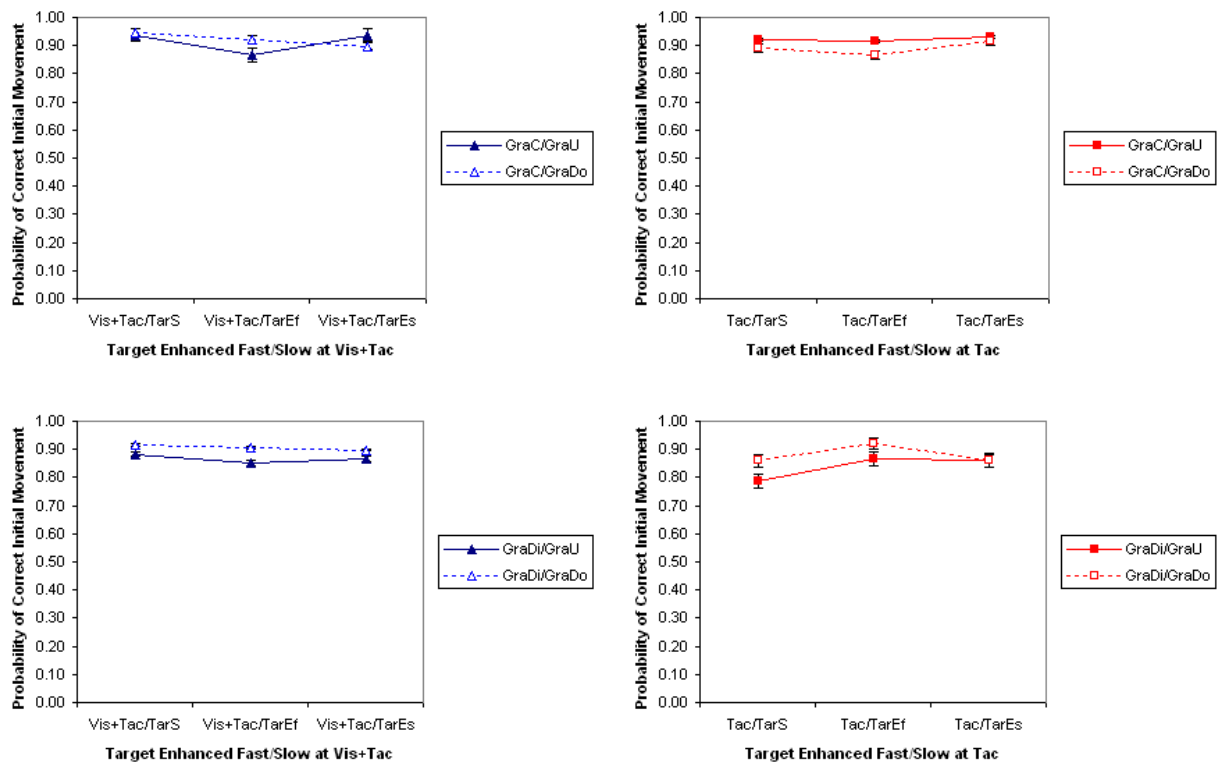 Probability of Correct Initial Movement
1.00
0.90
0.80
0.70
0.60
0.50
0.40
0.30
0.20
0.10
0.00
Vis+Tac/TarS Vis+Tac/TarEf Vis+Tac/TarEs
Target Enhanced Fast/Slow at Vis+Tac
GraC/GraU
GraC/GraDo
Probability of Correct Initial Movement
1.00
0.90
0.80
0.70
0.60
0.50
0.40
0.30
0.20
0.10
0.00
Tac/TarS Tac/TarEf Tac/TarEs
Target Enhanced Fast/Slow at Tac
GraC/GraU
GraC/GraDo
Probability of Correct Initial Movement
1.00
0.90
0.80
0.70
0.60
0.50
0.40
0.30
0.20
0.10
0.00
Vis+Tac/TarS Vis+Tac/TarEf Vis+Tac/TarEs
Target Enhanced Fast/Slow at Vis+Tac
GraDi/GraU
GraDi/GraDo
Probability of Correct Initial Movement
1.00
0.90
0.80
0.70
0.60
0.50
0.40
0.30
0.20
0.10
0.00
Tac/TarS Tac/TarEf Tac/TarEs
Target Enhanced Fast/Slow at Tac
GraDi/GraU
GraDi/GraDo